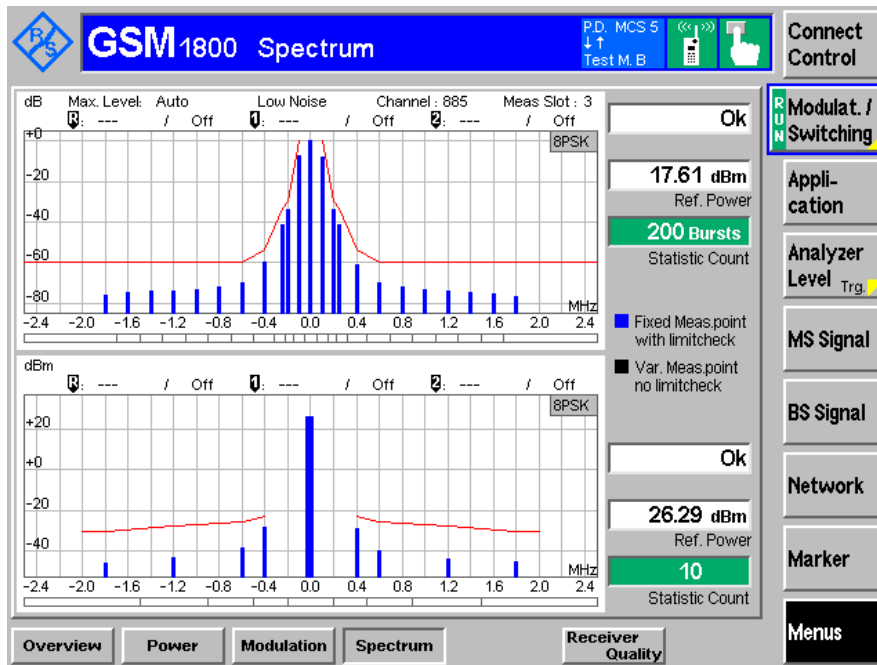 R/S
GSM 1800 Spectrum
P.D. MCS 5
↓↑
Test M. B
Connect Control
dB Max. Level: Auto Low Noise Channel : 885 Meas Slot : 3
R: --- / Off 1: --- / Off 2: --- / Off
8PSK
+0
-20
-40
-60
-80
MHz
-2.4 -2.0 -1.6 -1.2 -0.8 -0.4 0.0 0.4 0.8 1.2 1.6 2.0 2.4
Ok
17.61 dBm
Ref. Power
200 Bursts
Statistic Count
Fixed Meas.point
with limitcheck
Var. Meas.point
no limitcheck
dBm
R: --- / Off 1: --- / Off 2: --- / Off
8PSK
+20
+0
-20
-40
MHz
-2.4 -2.0 -1.6 -1.2 -0.8 -0.4 0.0 0.4 0.8 1.2 1.6 2.0 2.4
Ok
26.29 dBm
Ref. Power
10
Statistic Count
RUN
Modulat. /
Switching
Appli-
cation
Analyzer
Level Trg.
MS Signal
BS Signal
Network
Marker
Menus
Overview Power Modulation Spectrum Receiver
Quality